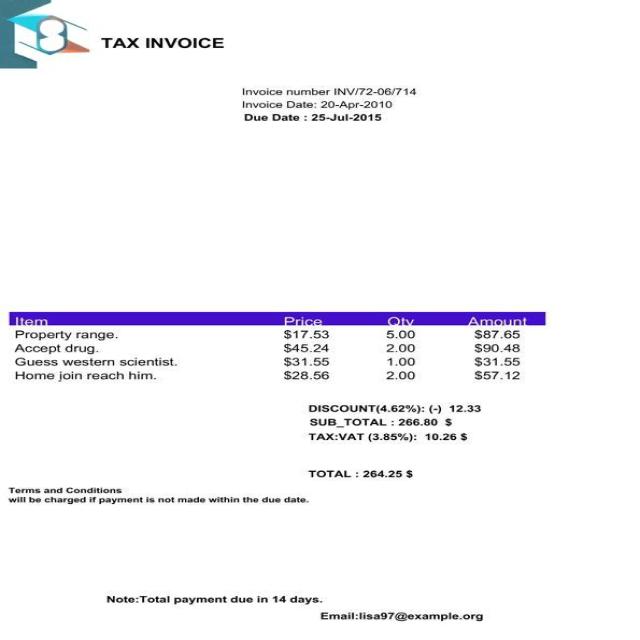 8
TAX INVOICE
Invoice number INV/72-06/714
Invoice Date: 20-Apr-2010
Due Date : 25-Jul-2015
Item Price Qty Amount
Property range. $17.53 5.00 $87.65
Accept drug. $45.24 2.00 $90.48
Guess western scientist. $31.55 1.00 $31.55
Home join reach him. $28.56 2.00 $57.12
DISCOUNT(4.62%): (-) 12.33
SUB_TOTAL : 266.80 $
TAX:VAT (3.85%): 10.26 $
TOTAL : 264.25 $
Terms and Conditions
will be charged if payment is not made within the due date.
Note:Total payment due in 14 days.
Email:lisa97@example.org